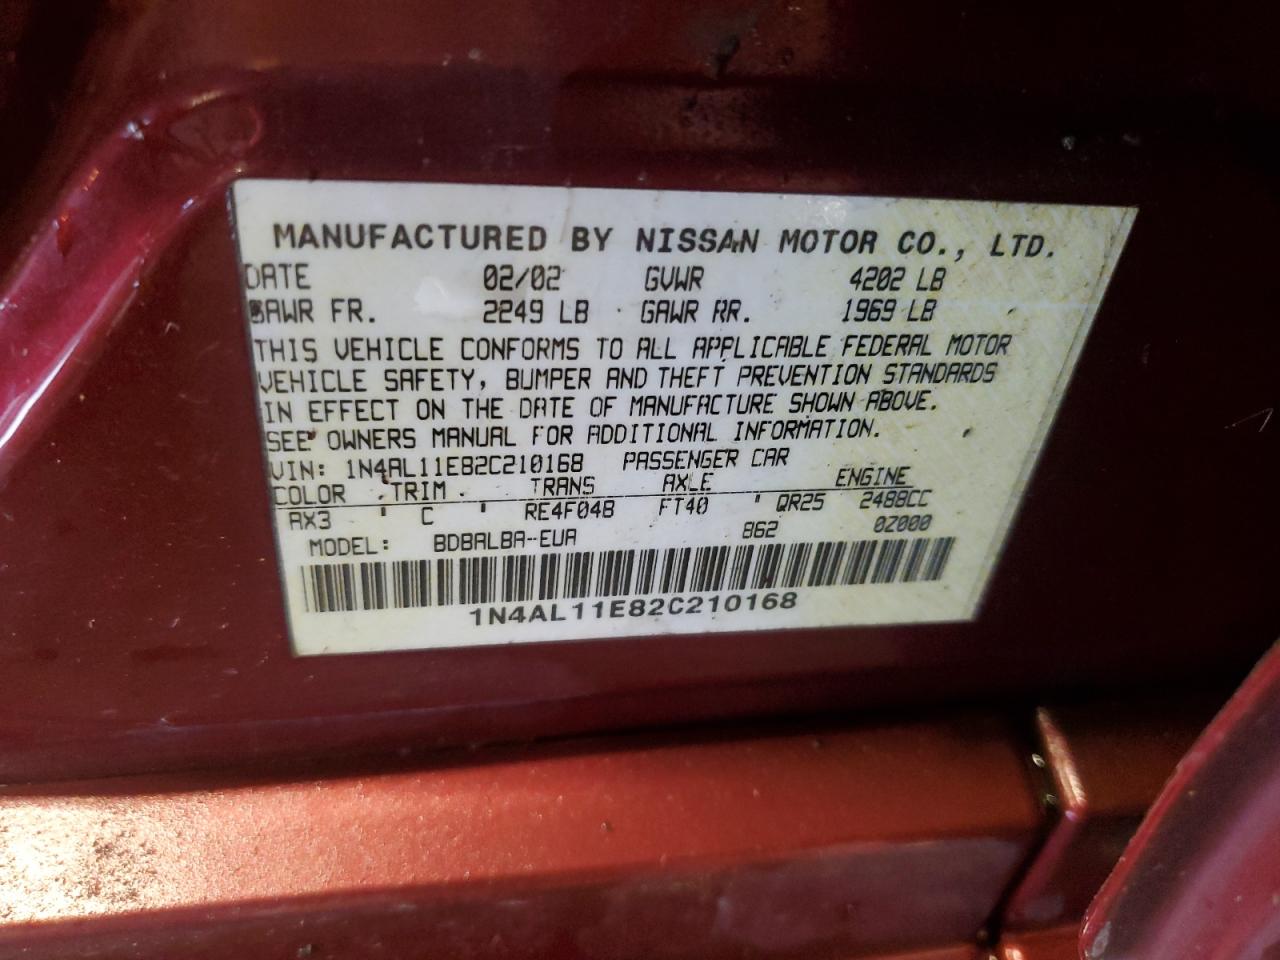 MANUFACTURED BY NISSAN MOTOR CO., LTD.
DATE 02/02 GVWR 4202 LB
GAWR FR. 2249 LB GAWR RR. 1969 LB
THIS VEHICLE CONFORMS TO ALL APPLICABLE FEDERAL MOTOR
VEHICLE SAFETY, BUMPER AND THEFT PREVENTION STANDARDS
IN EFFECT ON THE DATE OF MANUFACTURE SHOWN ABOVE.
SEE OWNERS MANUAL FOR ADDITIONAL INFORMATION.
VIN: 1N4AL11E82C210168 PASSENGER CAR
COLOR TRIM TRANS AXLE ENGINE
AX3 ' C ' RE4F04B FT40 ' QR25 2488CC
MODEL: BDBALBA-EUA 862 0Z000
1N4AL11E82C210168